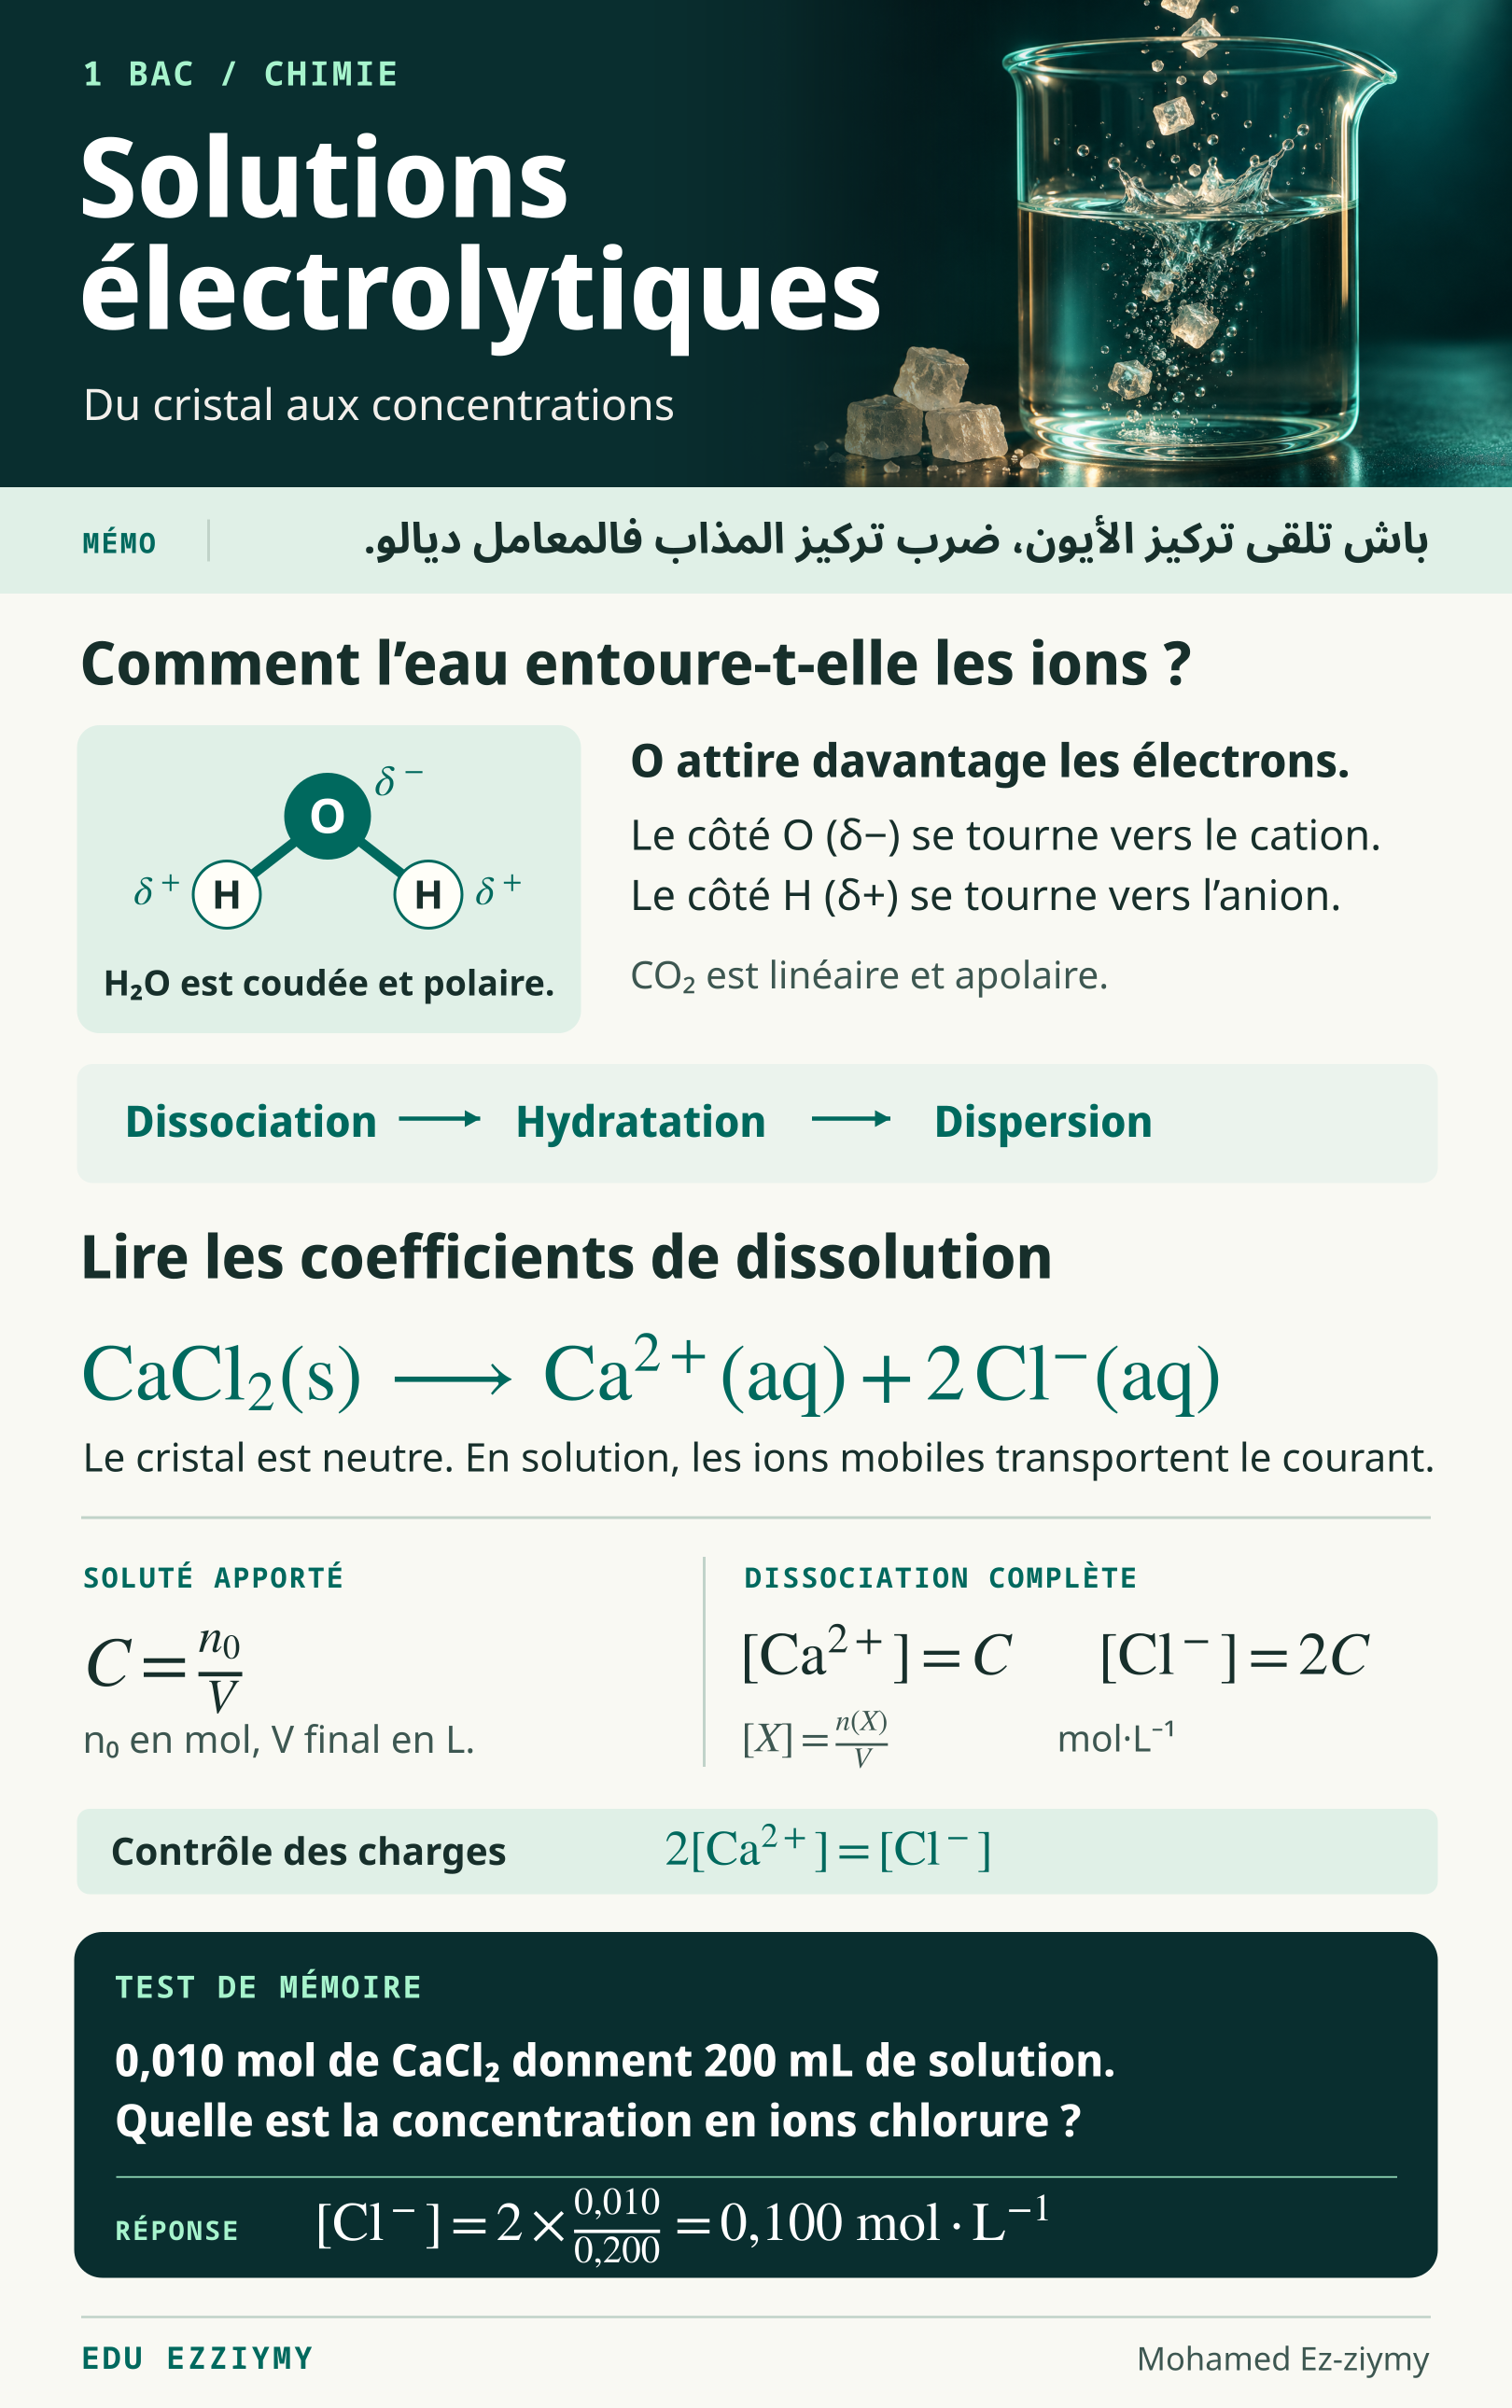 1 BAC / CHIMIE
Solutions
électrolytiques
Du cristal aux concentrations
MÉMO
باش تلقى تركيز الأيون، ضرب تركيز المذاب فالمعامل ديالو.
Comment l’eau entoure-t-elle les ions ?
O δ⁻
δ⁺ H H δ⁺
H₂O est coudée et polaire.
O attire davantage les électrons.
Le côté O (δ−) se tourne vers le cation.
Le côté H (δ+) se tourne vers l’anion.
CO₂ est linéaire et apolaire.
Dissociation ⟶ Hydratation ⟶ Dispersion
Lire les coefficients de dissolution
CaCl₂(s) ⟶ Ca²⁺(aq) + 2 Cl⁻(aq)
Le cristal est neutre. En solution, les ions mobiles transportent le courant.
SOLUTÉ APPORTÉ
C = n₀/V
n₀ en mol, V final en L.
DISSOCIATION COMPLÈTE
[Ca²⁺] = C [Cl⁻] = 2C
[X] = n(X)/V mol·L⁻¹
Contrôle des charges 2[Ca²⁺] = [Cl⁻]
TEST DE MÉMOIRE
0,010 mol de CaCl₂ donnent 200 mL de solution.
Quelle est la concentration en ions chlorure ?
RÉPONSE [Cl⁻] = 2 × 0,010/0,200 = 0,100 mol · L⁻¹
EDU EZZIYMY
Mohamed Ez-ziymy